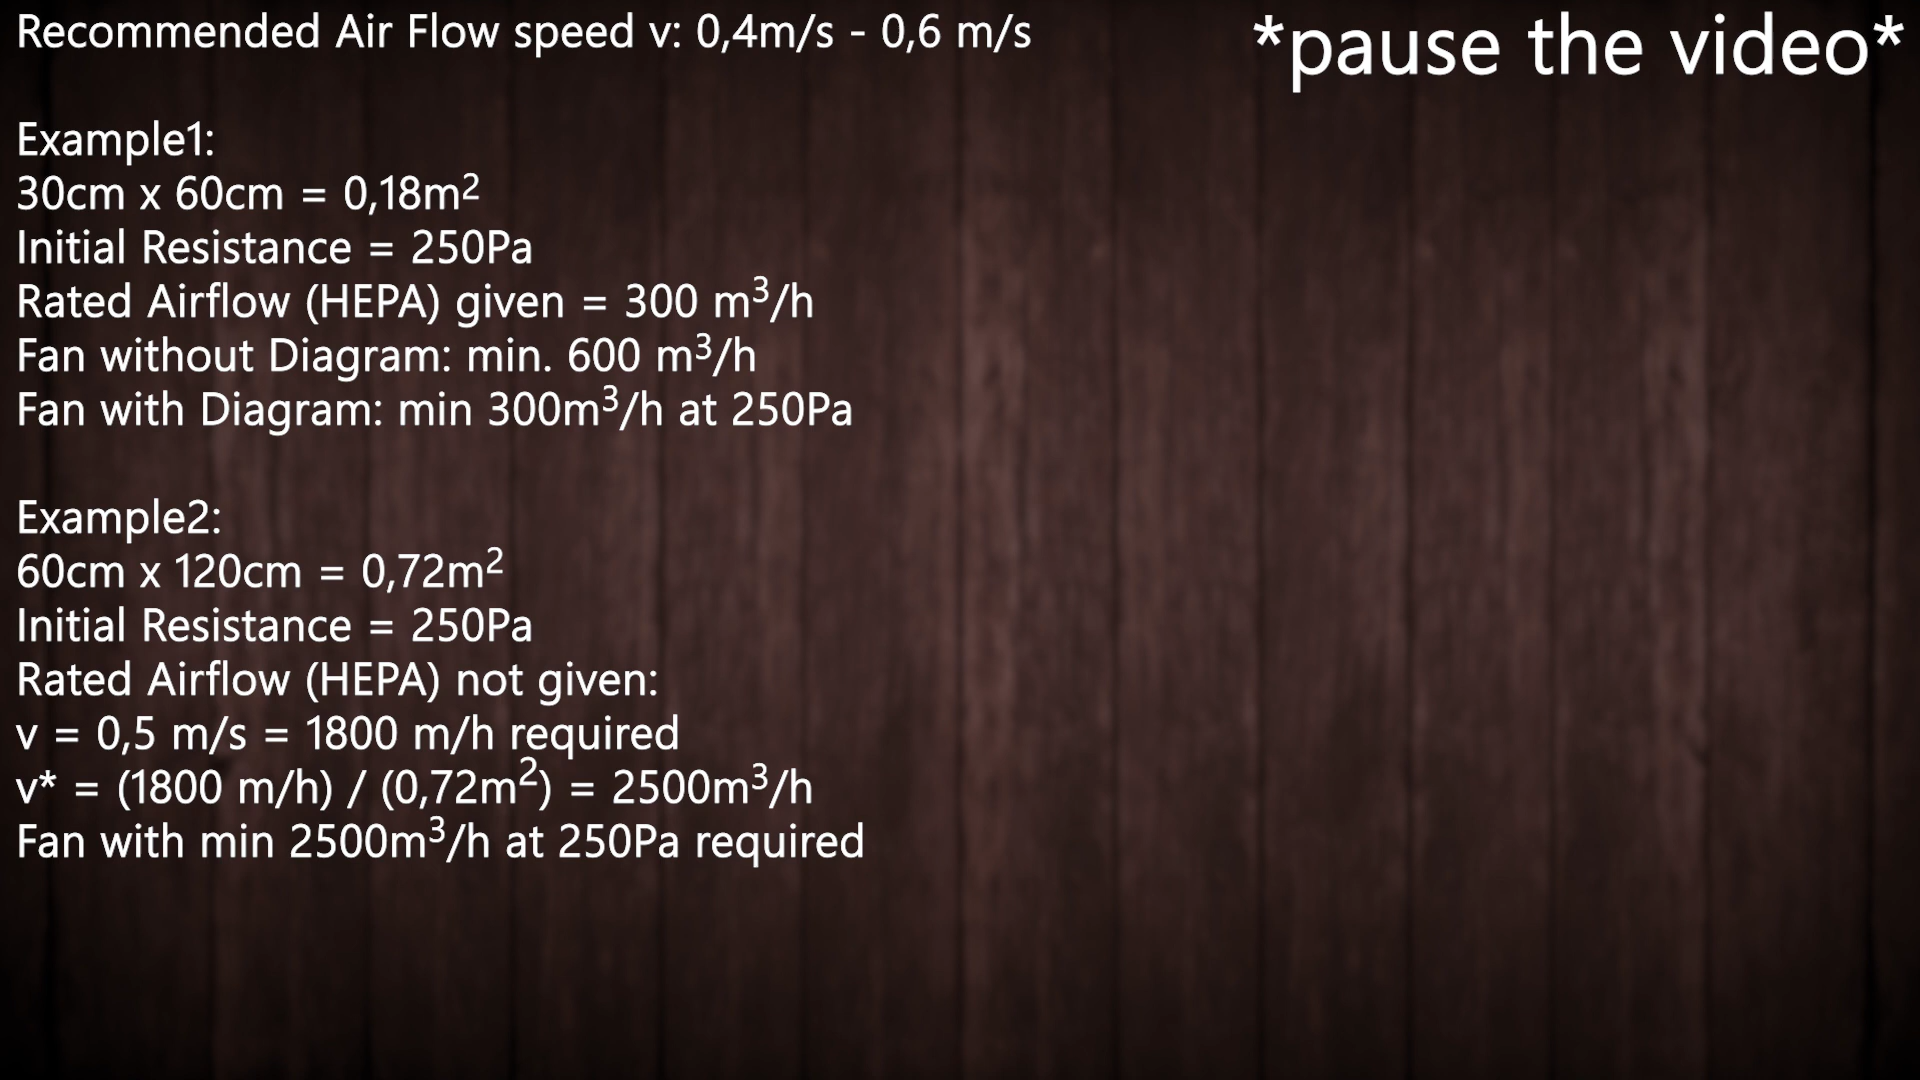 Recommended Air Flow speed v: 0,4m/s - 0,6 m/s
*pause the video*
Example1:
30cm x 60cm = 0,18m²
Initial Resistance = 250Pa
Rated Airflow (HEPA) given = 300 m³/h
Fan without Diagram: min. 600 m³/h
Fan with Diagram: min 300m³/h at 250Pa
Example2:
60cm x 120cm = 0,72m²
Initial Resistance = 250Pa
Rated Airflow (HEPA) not given:
v = 0,5 m/s = 1800 m/h required
v* = (1800 m/h) / (0,72m²) = 2500m³/h
Fan with min 2500m³/h at 250Pa required